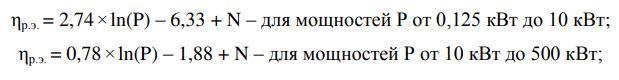 ηр.э. = 2,74 × ln(P) – 6,33 + N – для мощностей P от 0,125 кВт до 10 кВт;
ηр.э. = 0,78 × ln(P) – 1,88 + N – для мощностей P от 10 кВт до 500 кВт;